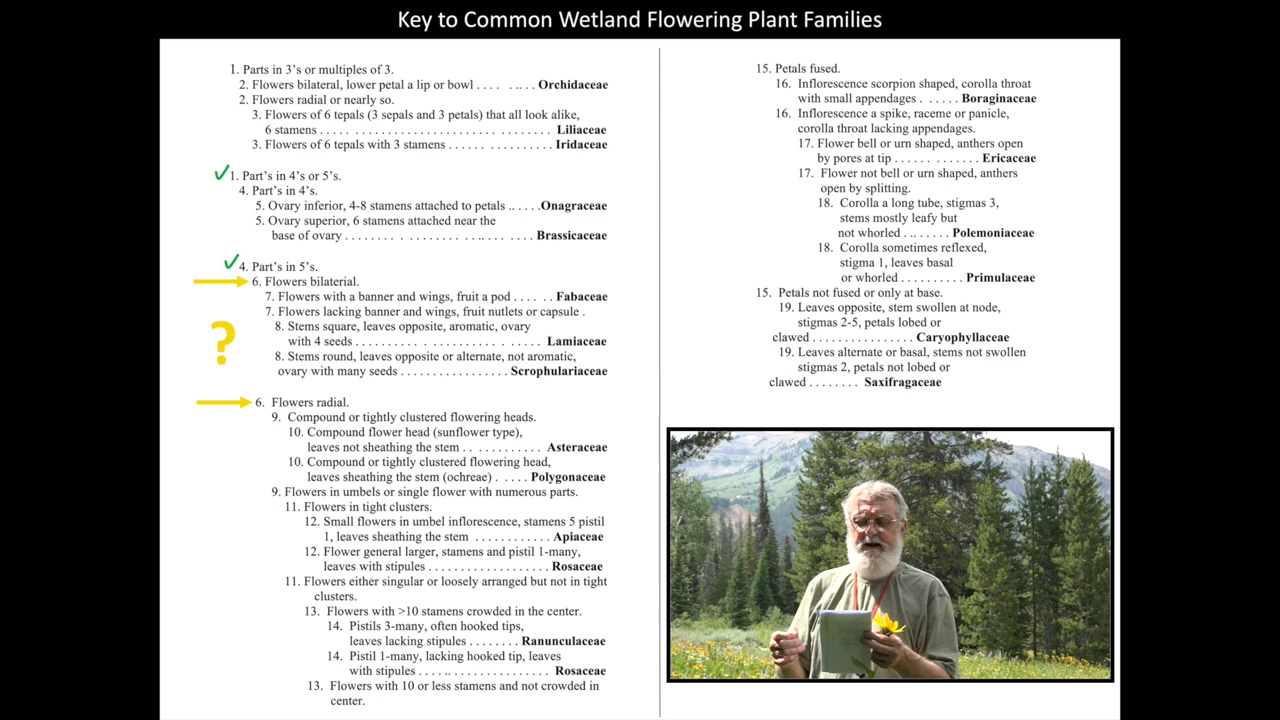 Key to Common Wetland Flowering Plant Families
1. Parts in 3's or multiples of 3.
2. Flowers bilateral, lower petal a lip or bowl . . . . .. . . . Orchidaceae
2. Flowers radial or nearly so.
3. Flowers of 6 tepals (3 sepals and 3 petals) that all look alike,
6 stamens . . . . . . . . . . . . . . . . . . . . . . . . . . . . . . . . . . . . Liliaceae
3. Flowers of 6 tepals with 3 stamens . . . . . . . . . . . . . . . . Iridaceae
✓1. Part's in 4's or 5's.
4. Part's in 4's.
5. Ovary inferior, 4-8 stamens attached to petals .. . . . .Onagraceae
5. Ovary superior, 6 stamens attached near the
base of ovary . . . . . . . . . . . . . . . . . .. . . . . . . . . Brassicaceae
✓4. Part's in 5's.
6. Flowers bilaterial.
7. Flowers with a banner and wings, fruit a pod . . . . . . Fabaceae
7. Flowers lacking banner and wings, fruit nutlets or capsule .
?
8. Stems square, leaves opposite, aromatic, ovary
with 4 seeds . . . . . . . . . . . . . . . . . . . . . . . . . . . . Lamiaceae
8. Stems round, leaves opposite or alternate, not aromatic,
ovary with many seeds . . . . . . . . . . . . . . . . . Scrophulariaceae
6. Flowers radial.
9. Compound or tightly clustered flowering heads.
10. Compound flower head (sunflower type),
leaves not sheathing the stem . . . . . . . . . . . . . Asteraceae
10. Compound or tightly clustered flowering head,
leaves sheathing the stem (ochreae) . . . . . Polygonaceae
9. Flowers in umbels or single flower with numerous parts.
11. Flowers in tight clusters.
12. Small flowers in umbel inflorescence, stamens 5 pistil
1, leaves sheathing the stem . . . . . . . . . . . . Apiaceae
12. Flower general larger, stamens and pistil 1-many,
leaves with stipules . . . . . . . . . . . . . . . . . . . Rosaceae
11. Flowers either singular or loosely arranged but not in tight
clusters.
13. Flowers with >10 stamens crowded in the center.
14. Pistils 3-many, often hooked tips,
leaves lacking stipules . . . . . . . . Ranunculaceae
14. Pistil 1-many, lacking hooked tip, leaves
with stipules . . . . .. . . . . . . . . . . . . . . . . Rosaceae
13. Flowers with 10 or less stamens and not crowded in
center.
15. Petals fused.
16. Inflorescence scorpion shaped, corolla throat
with small appendages . . . . . . Boraginaceae
16. Inflorescence a spike, raceme or panicle,
corolla throat lacking appendages.
17. Flower bell or urn shaped, anthers open
by pores at tip . . . . . . . . . . . . . Ericaceae
17. Flower not bell or urn shaped, anthers
open by splitting.
18. Corolla a long tube, stigmas 3,
stems mostly leafy but
not whorled . . .. . . . . . Polemoniaceae
18. Corolla sometimes reflexed,
stigma 1, leaves basal
or whorled . . . . . . . . . . Primulaceae
15. Petals not fused or only at base.
19. Leaves opposite, stem swollen at node,
stigmas 2-5, petals lobed or
clawed . . . . . . . . . . . . . . . . Caryophyllaceae
19. Leaves alternate or basal, stems not swollen
stigmas 2, petals not lobed or
clawed . . . . . . . . Saxifragaceae